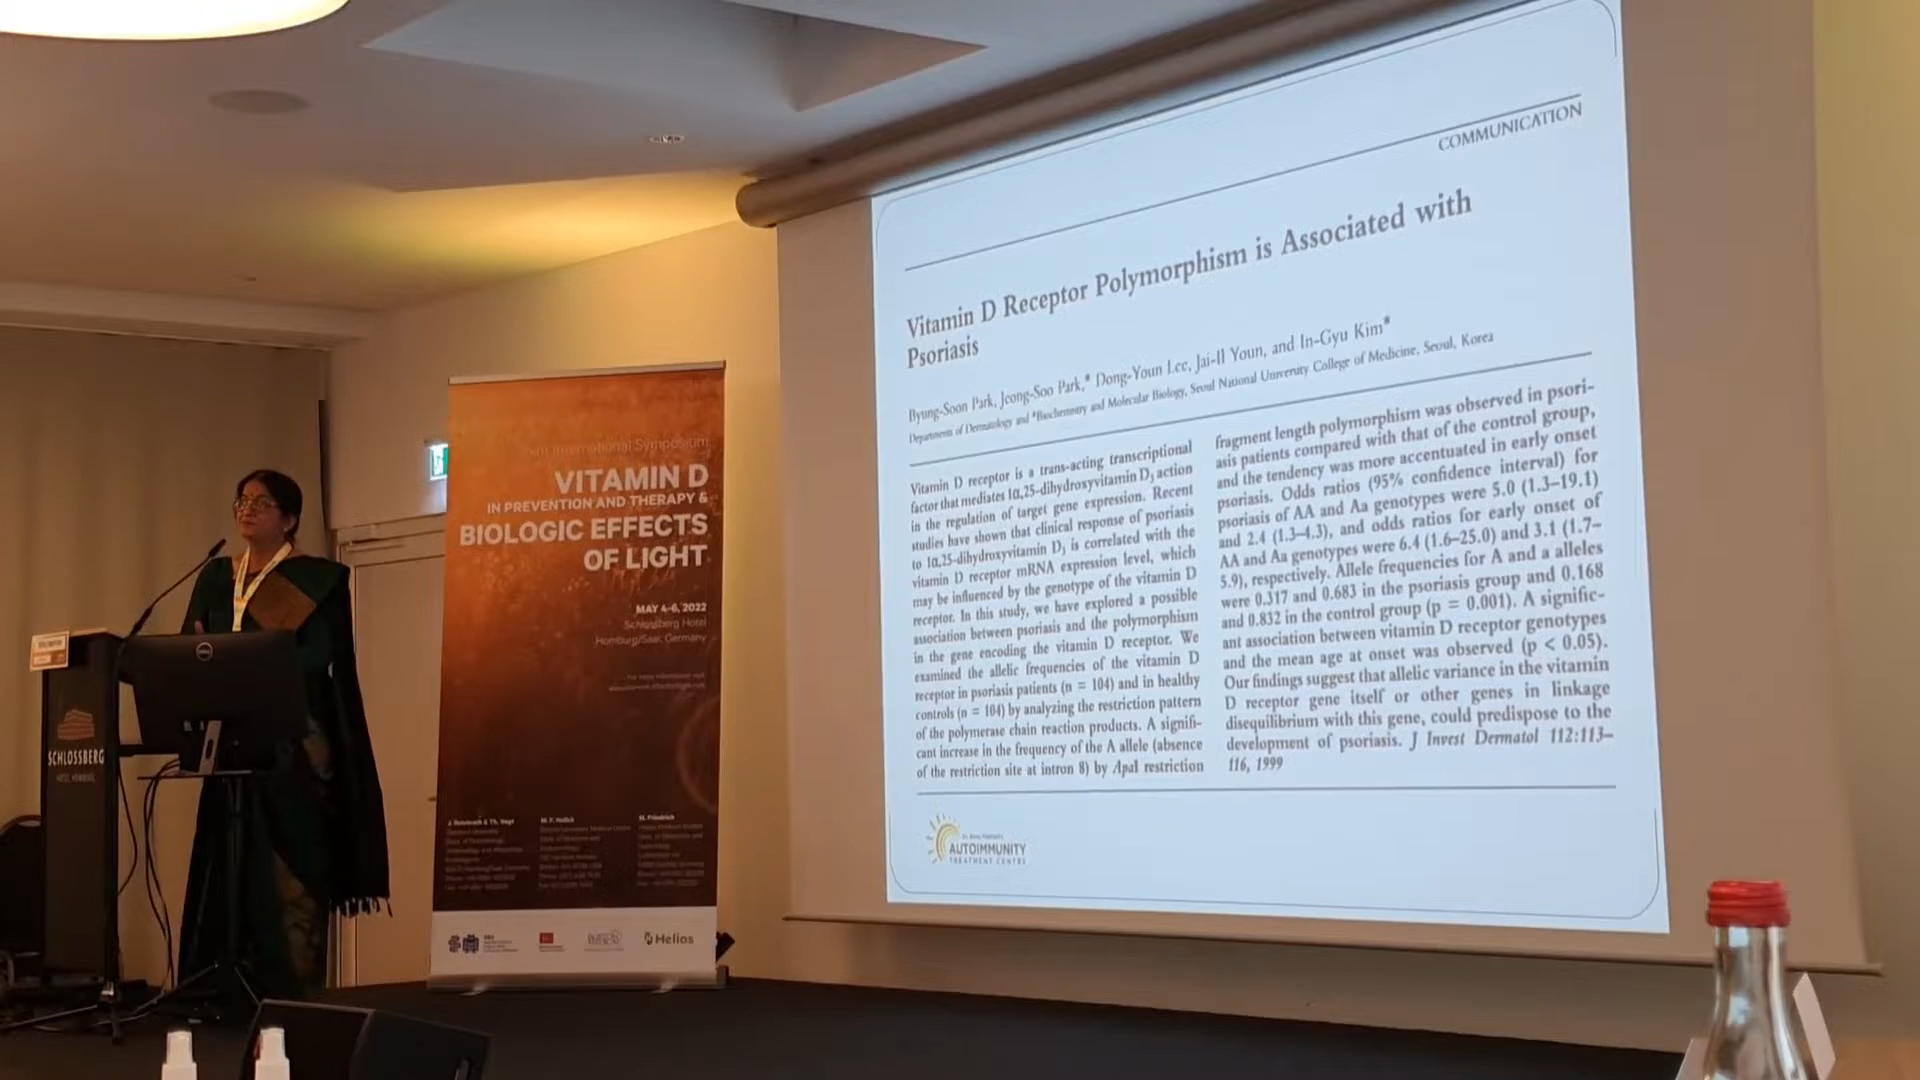 COMMUNICATION
Vitamin D Receptor Polymorphism is Associated with
Psoriasis
Byung-Soon Park, Jeong-Soo Park,* Dong-Youn Lee, Jai-Il Youn, and In-Gyu Kim*
Departments of Dermatology and *Biochemistry and Molecular Biology, Seoul National University College of Medicine, Seoul, Korea
Vitamin D receptor is a trans-acting transcriptional
factor that mediates 1α,25-dihydroxyvitamin D3 action
in the regulation of target gene expression. Recent
studies have shown that clinical response of psoriasis
to 1α,25-dihydroxyvitamin D3 is correlated with the
vitamin D receptor mRNA expression level, which
may be influenced by the genotype of the vitamin D
receptor. In this study, we have explored a possible
association between psoriasis and the polymorphism
in the gene encoding the vitamin D receptor. We
examined the allelic frequencies of the vitamin D
receptor in psoriasis patients (n = 104) and in healthy
controls (n = 104) by analyzing the restriction pattern
of the polymerase chain reaction products. A signifi-
cant increase in the frequency of the A allele (absence
of the restriction site at intron 8) by ApaI restriction
fragment length polymorphism was observed in psori-
asis patients compared with that of the control group,
and the tendency was more accentuated in early onset
psoriasis. Odds ratios (95% confidence interval) for
psoriasis of AA and Aa genotypes were 5.0 (1.3–19.1)
and 2.4 (1.3–4.3), and odds ratios for early onset of
AA and Aa genotypes were 6.4 (1.6–25.0) and 3.1 (1.7–
5.9), respectively. Allele frequencies for A and a alleles
were 0.317 and 0.683 in the psoriasis group and 0.168
and 0.832 in the control group (p = 0.001). A signific-
ant association between vitamin D receptor genotypes
and the mean age at onset was observed (p < 0.05).
Our findings suggest that allelic variance in the vitamin
D receptor gene itself or other genes in linkage
disequilibrium with this gene, could predispose to the
development of psoriasis. J Invest Dermatol 112:113–
116, 1999
AUTOIMMUNITY
TREATMENT CENTRE
International Symposium
VITAMIN D
IN PREVENTION AND THERAPY &
BIOLOGIC EFFECTS
OF LIGHT
MAY 4-6, 2022
Schlossberg Hotel
Homburg/Saar, Germany
M. F. Holick
Helios
SCHLOSSBERG
DELL